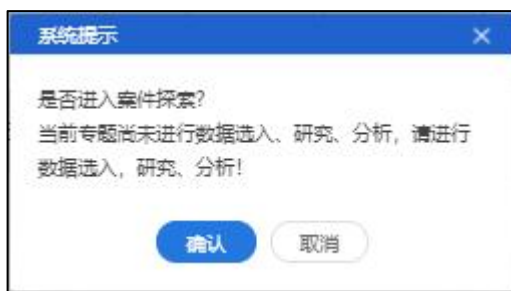 系统提示
是否进入案件探索?
当前专题尚未进行数据选入、研究、分析，请进行
数据选入，研究、分析!
确认
取消